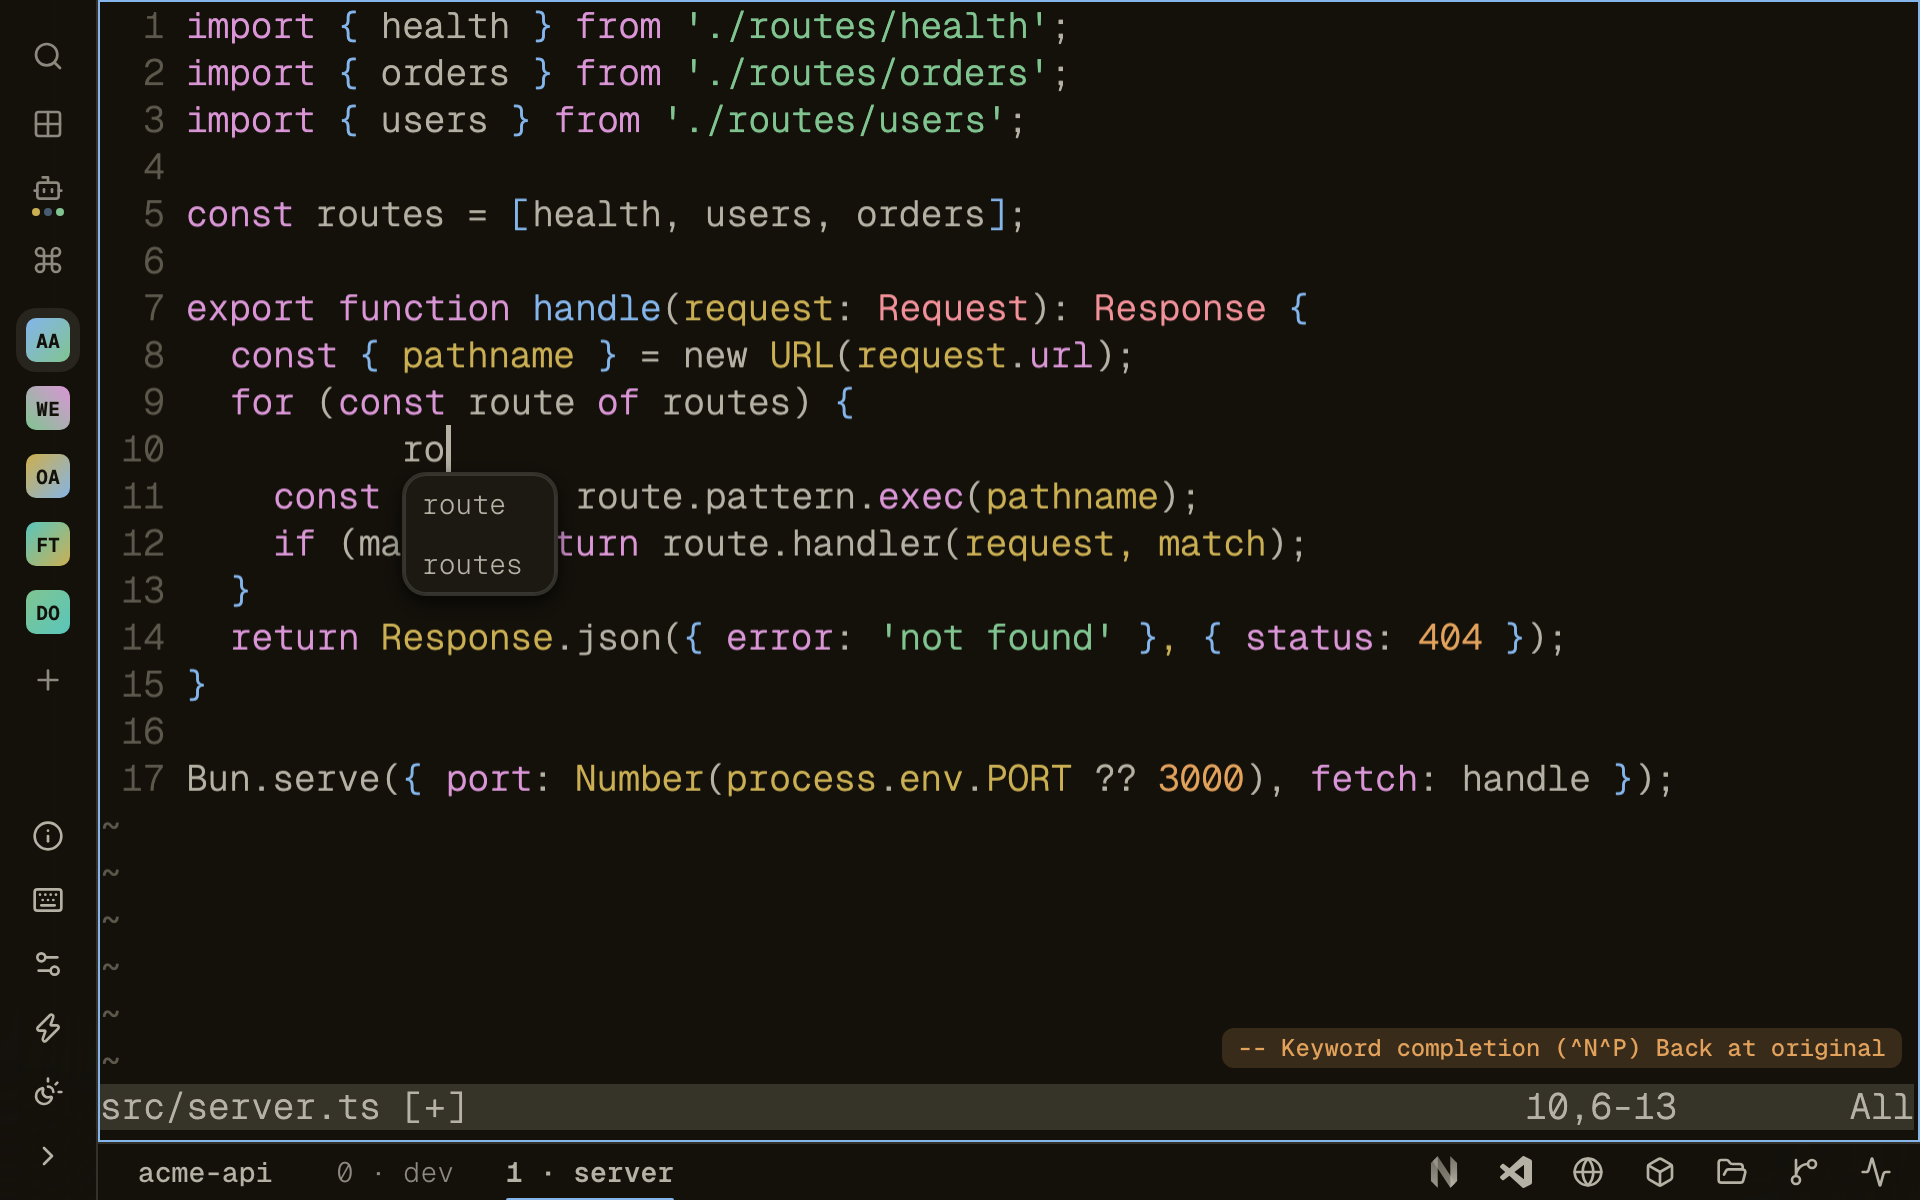 1 import { health } from './routes/health';
2 import { orders } from './routes/orders';
3 import { users } from './routes/users';
4
5 const routes = [health, users, orders];
6
7 export function handle(request: Request): Response {
8 const { pathname } = new URL(request.url);
9 for (const route of routes) {
10 ro
route
routes
11 const route.pattern.exec(pathname);
12 if (ma turn route.handler(request, match);
13 }
14 return Response.json({ error: 'not found' }, { status: 404 });
15 }
16
17 Bun.serve({ port: Number(process.env.PORT ?? 3000), fetch: handle });
~
~
~
~
~
~
-- Keyword completion (^N^P) Back at original
src/server.ts [+] 10,6-13 All
AA
WE
OA
FT
DO
acme-api 0 · dev 1 · server